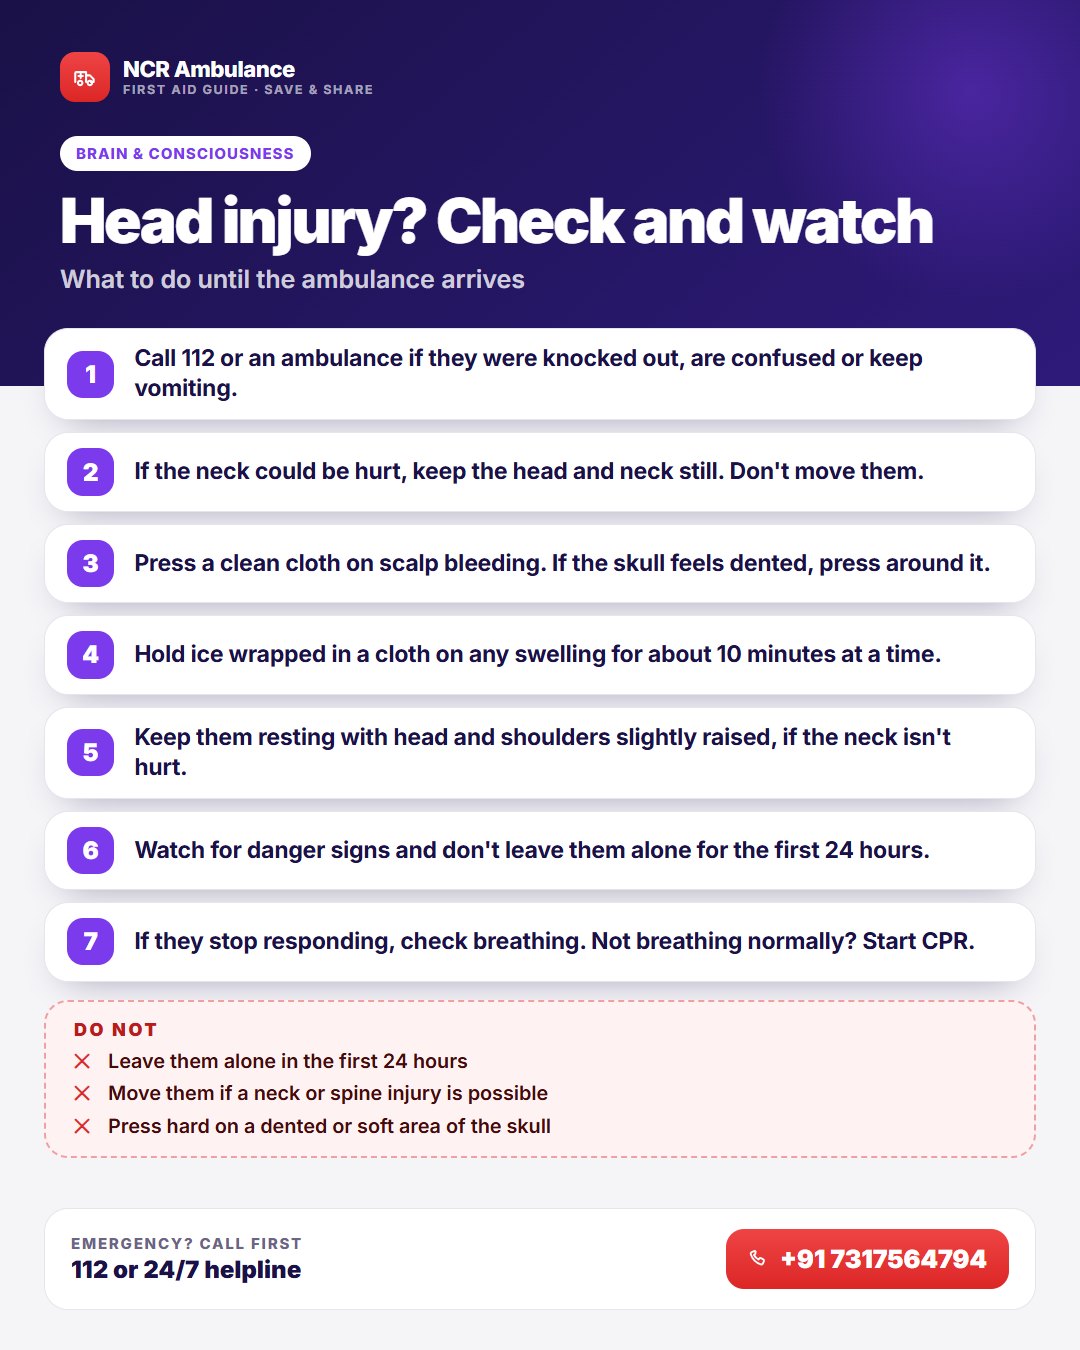 NCR Ambulance
FIRST AID GUIDE · SAVE & SHARE
BRAIN & CONSCIOUSNESS
Head injury? Check and watch
What to do until the ambulance arrives
1 Call 112 or an ambulance if they were knocked out, are confused or keep
vomiting.
2 If the neck could be hurt, keep the head and neck still. Don't move them.
3 Press a clean cloth on scalp bleeding. If the skull feels dented, press around it.
4 Hold ice wrapped in a cloth on any swelling for about 10 minutes at a time.
5 Keep them resting with head and shoulders slightly raised, if the neck isn't
hurt.
6 Watch for danger signs and don't leave them alone for the first 24 hours.
7 If they stop responding, check breathing. Not breathing normally? Start CPR.
DO NOT
Leave them alone in the first 24 hours
Move them if a neck or spine injury is possible
Press hard on a dented or soft area of the skull
EMERGENCY? CALL FIRST
112 or 24/7 helpline
+91 7317564794